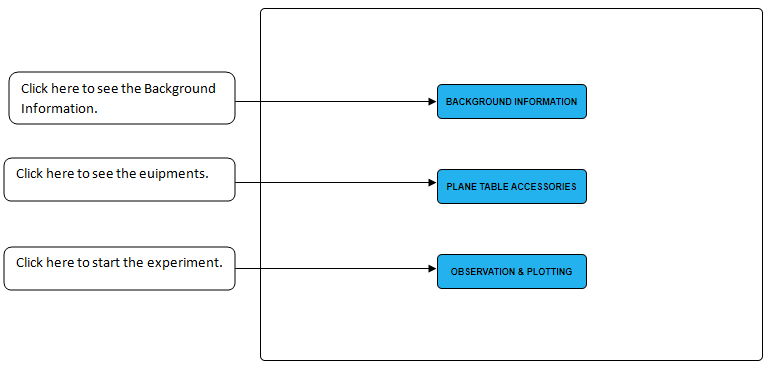 Click here to see the Background
Information.
BACKGROUND INFORMATION
Click here to see the euipments.
PLANE TABLE ACCESSORIES
Click here to start the experiment.
OBSERVATION & PLOTTING